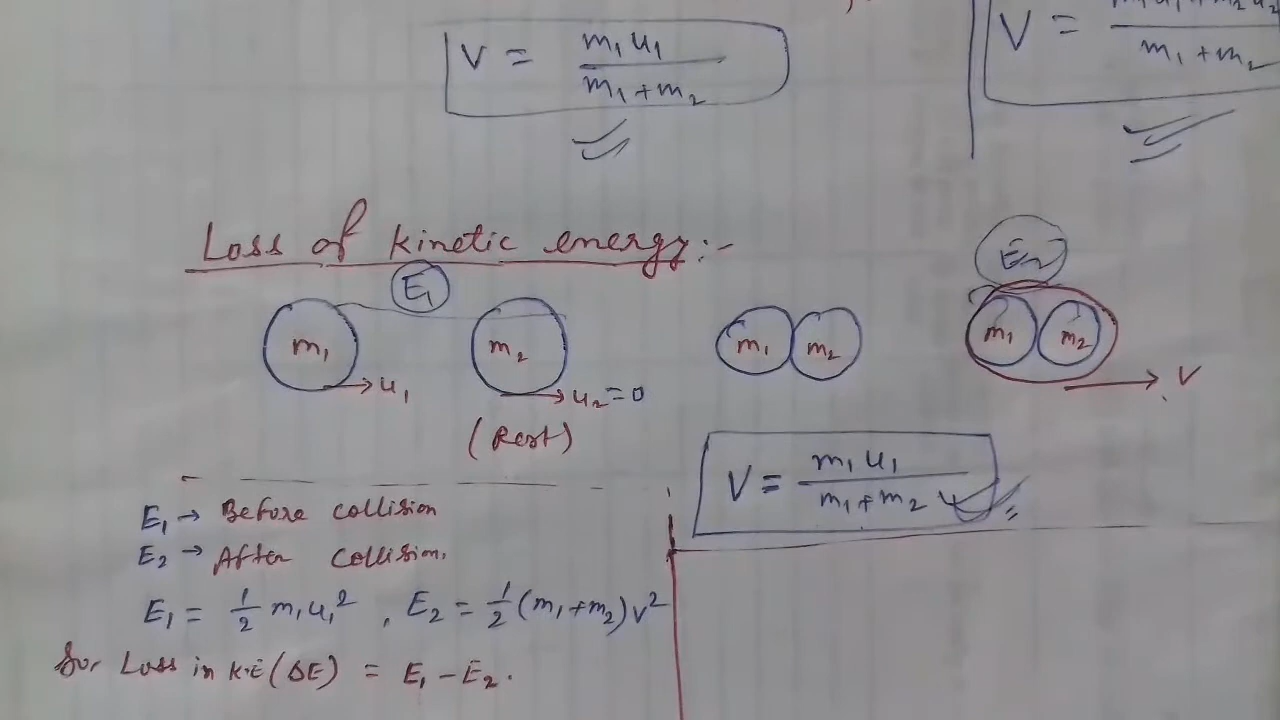 V = m₁u₁ / m₁+m₂
V = m₁u₁+m₂u₂ / m₁+m₂
Loss of kinetic energy:-
E₁
E₂
m₁
m₂
m₁ m₂
m₁ m₂
u₁
u₂=0
V
(Rest)
V = m₁u₁ / m₁+m₂
E₁ → Before collision
E₂ → After collision.
E₁ = 1/2 m₁u₁², E₂ = 1/2 (m₁+m₂)v²
for Loss in K.E(ΔE) = E₁ - E₂.